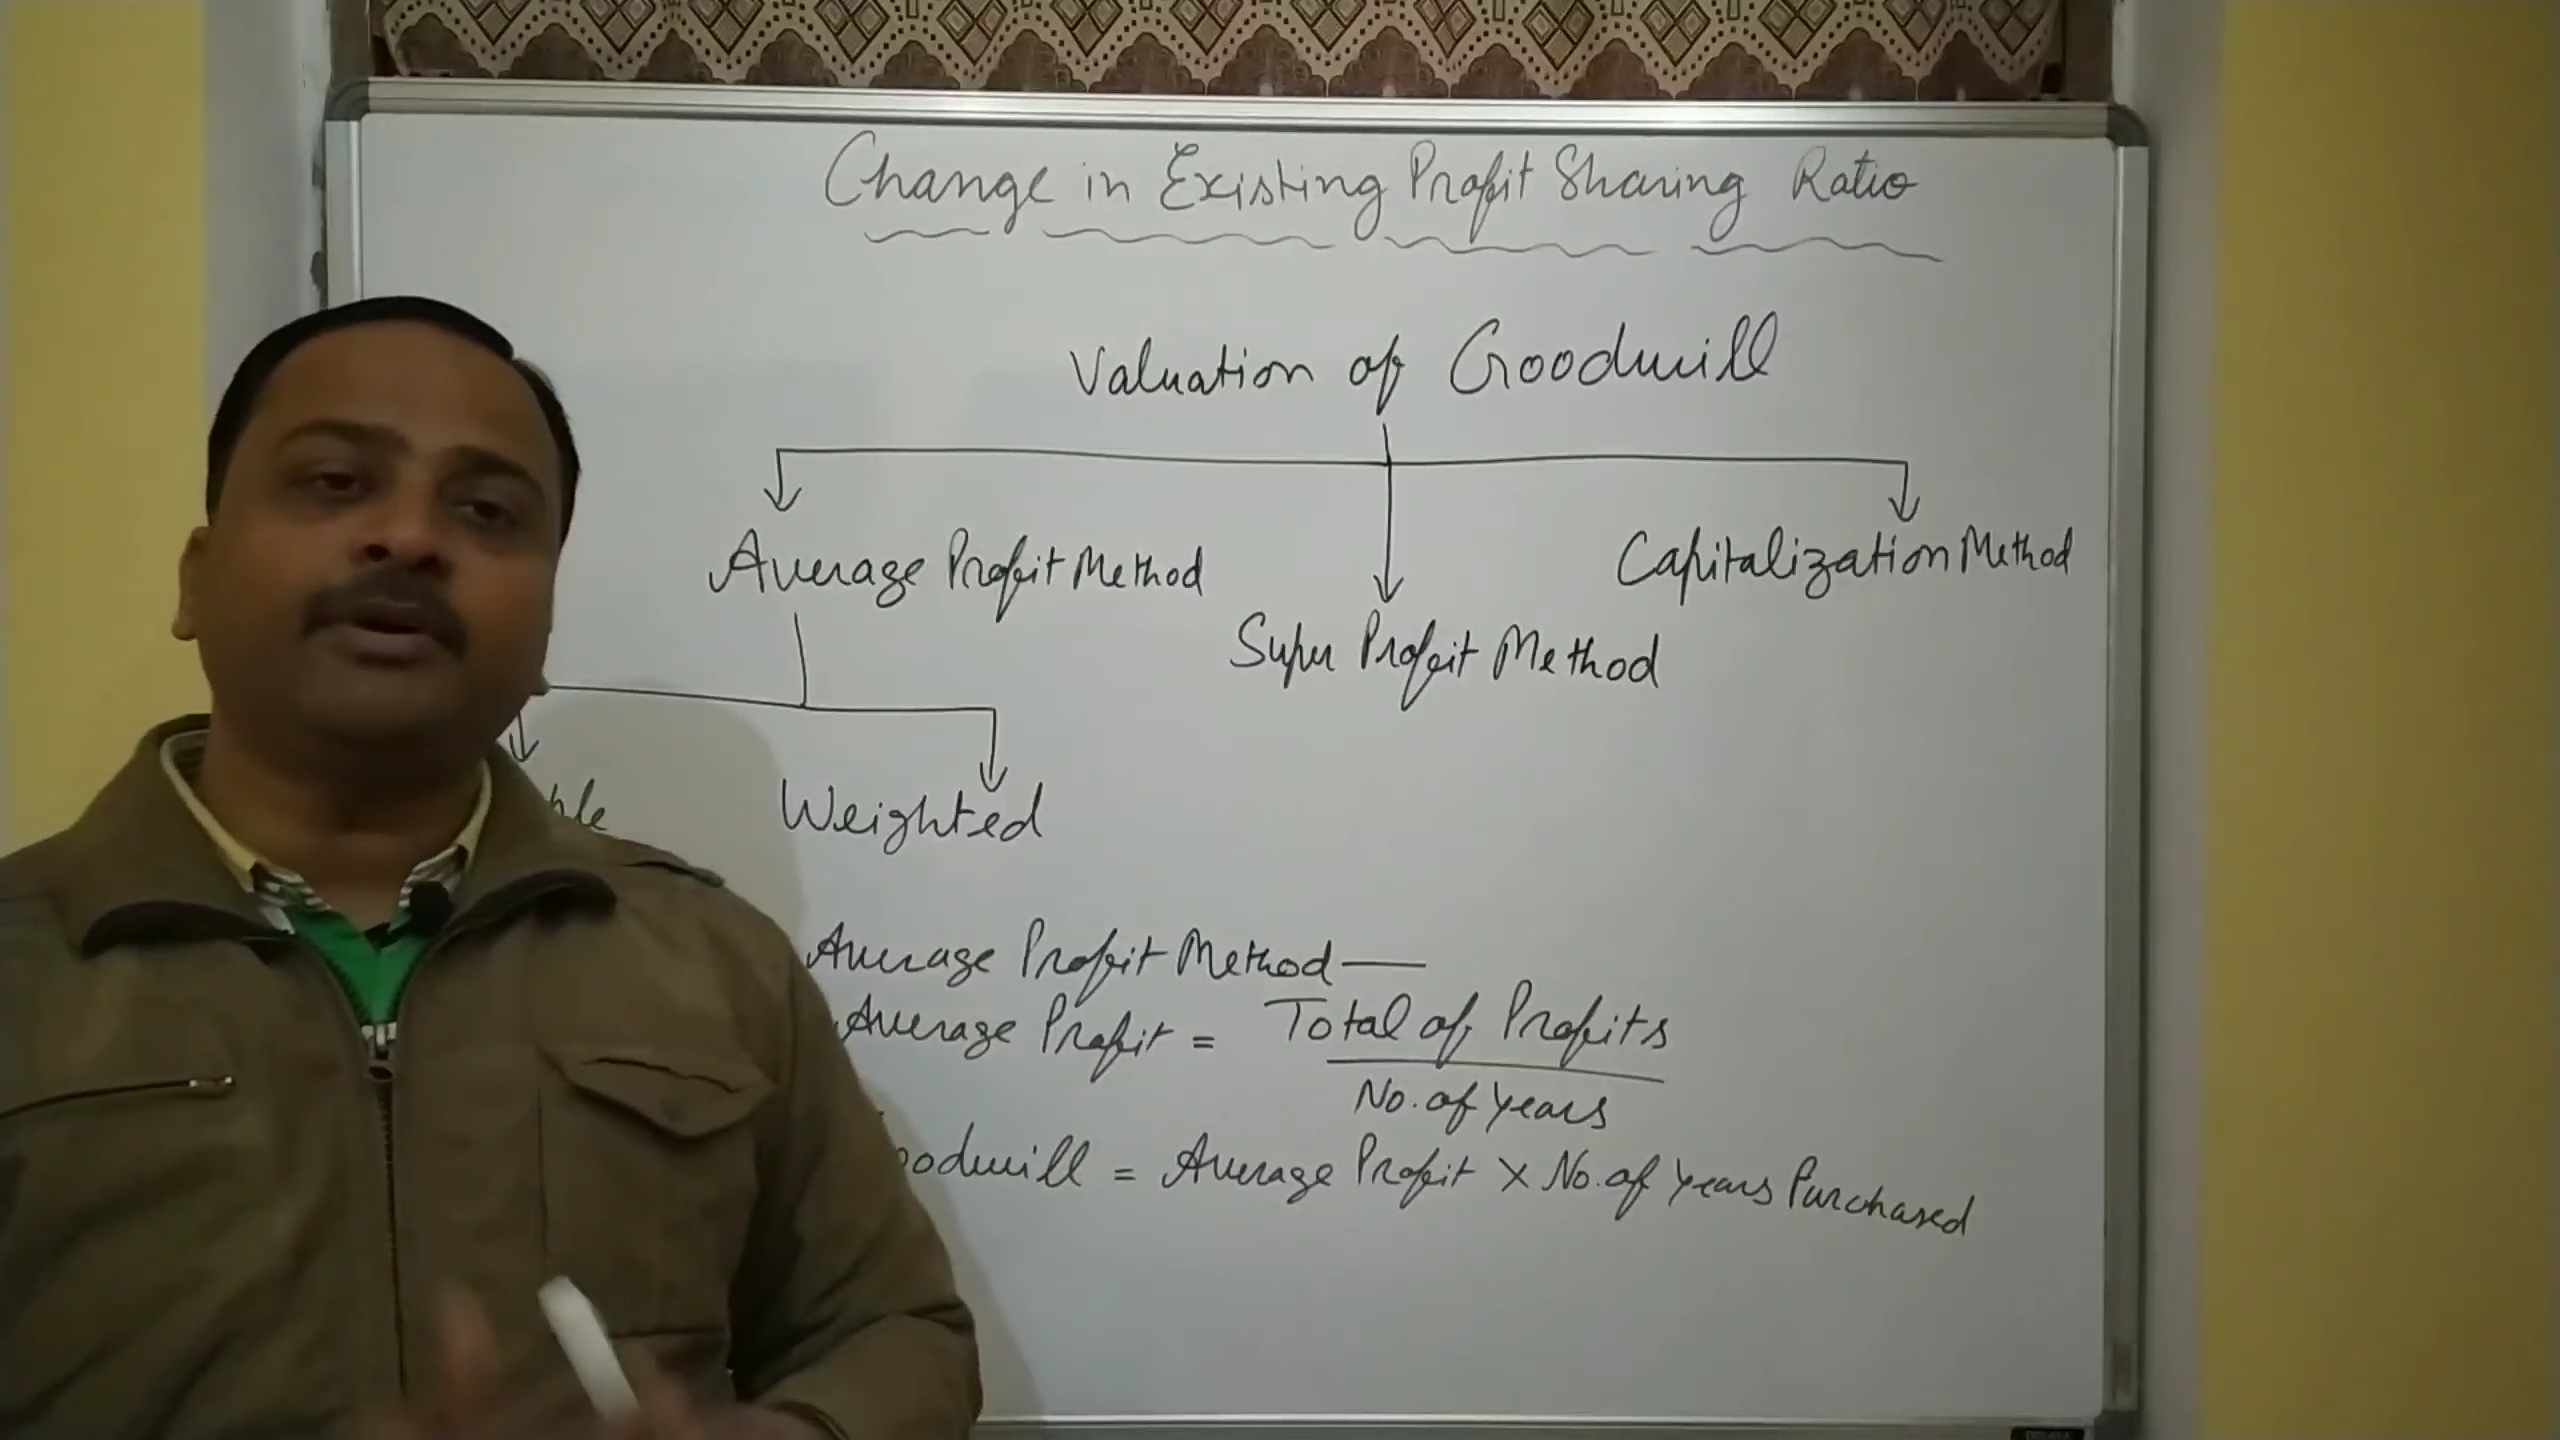 Change in Existing Profit Sharing Ratio
Valuation of Goodwill
Average Profit Method
Capitalization Method
Super Profit Method
Weighted
Average Profit Method —
Average Profit = Total of Profits
No. of years
= Average Profit × No. of years Purchased